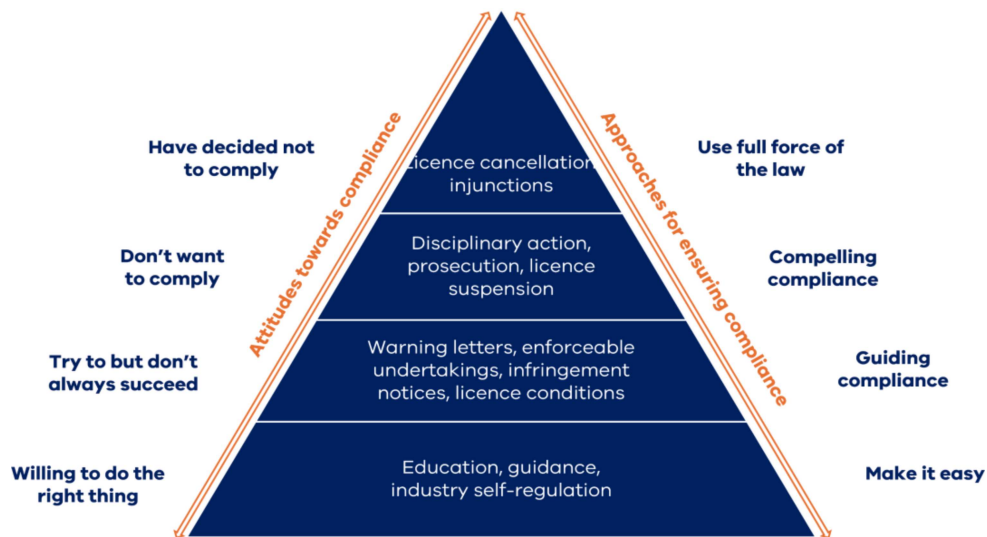 Have decided not
to comply
Attitudes towards compliance
Licence cancellation,
injunctions
Approaches for ensuring compliance
Use full force of
the law
Don't want
to comply
Disciplinary action,
prosecution, licence
suspension
Compelling
compliance
Try to but don't
always succeed
Warning letters, enforceable
undertakings, infringement
notices, licence conditions
Guiding
compliance
Willing to do the
right thing
Education, guidance,
industry self-regulation
Make it easy